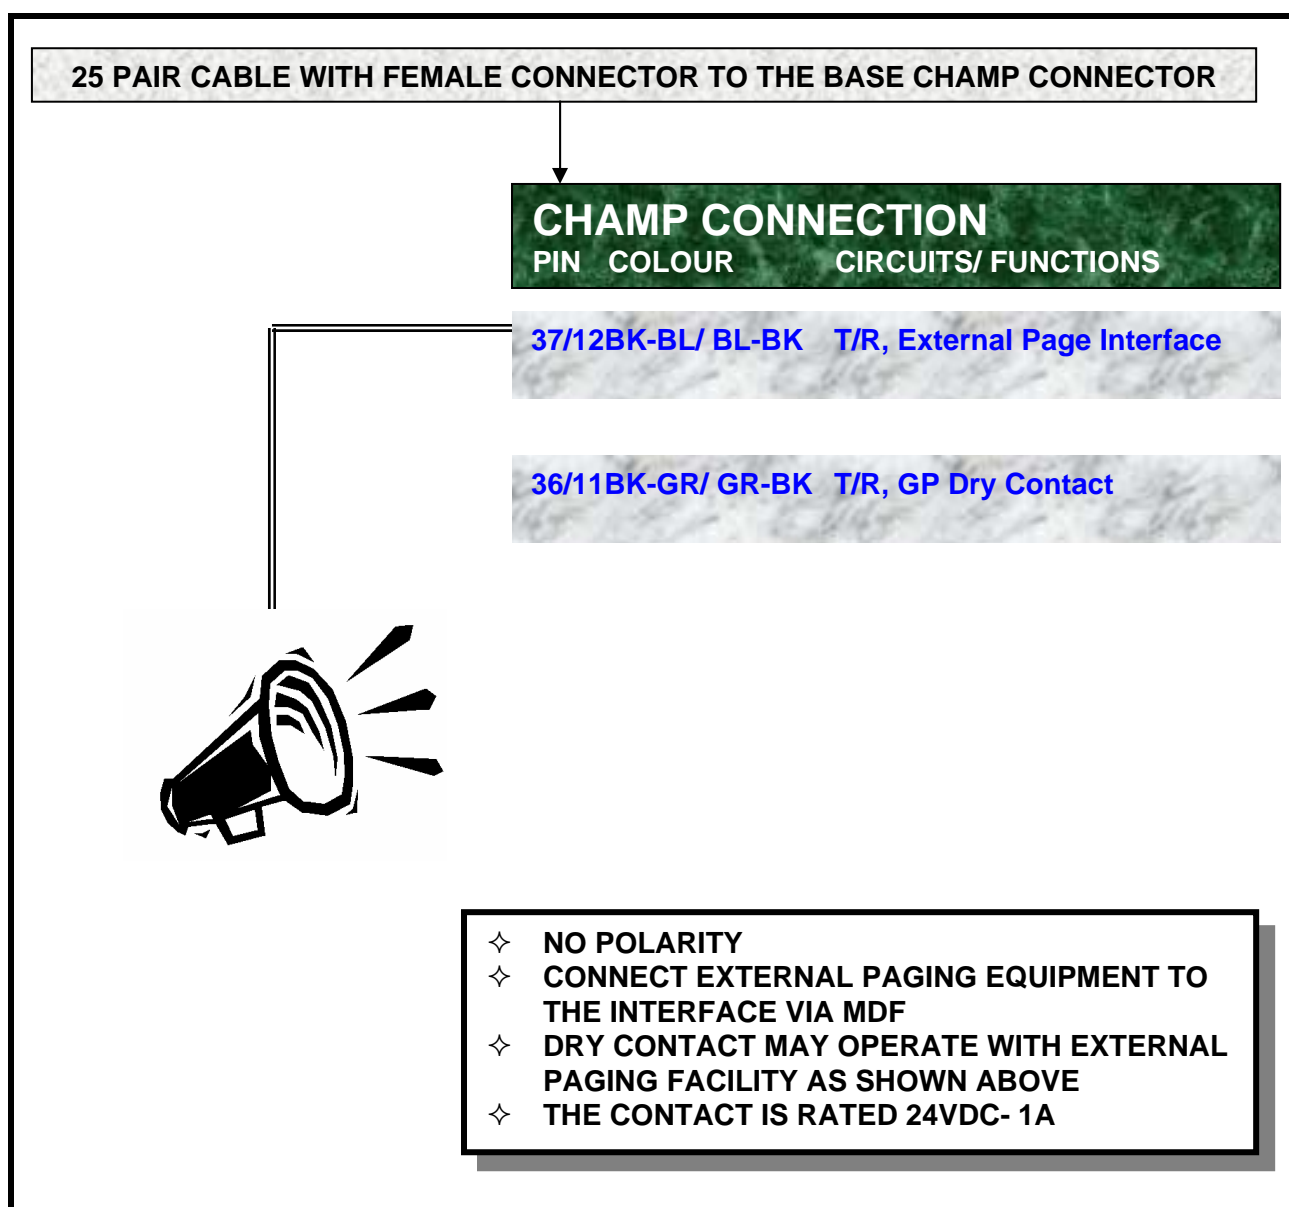 25 PAIR CABLE WITH FEMALE CONNECTOR TO THE BASE CHAMP CONNECTOR
CHAMP CONNECTION
PIN COLOUR CIRCUITS/ FUNCTIONS
37/12BK-BL/ BL-BK T/R, External Page Interface
36/11BK-GR/ GR-BK T/R, GP Dry Contact
✧ NO POLARITY
✧ CONNECT EXTERNAL PAGING EQUIPMENT TO
THE INTERFACE VIA MDF
✧ DRY CONTACT MAY OPERATE WITH EXTERNAL
PAGING FACILITY AS SHOWN ABOVE
✧ THE CONTACT IS RATED 24VDC- 1A